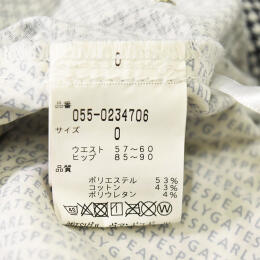 0
品番
055-0234706
サイズ
0
ウエスト 57〜60
ヒップ 85〜90
品質
ポリエステル 53%
コットン 43%
ポリウレタン 4%
PEARLY GATES